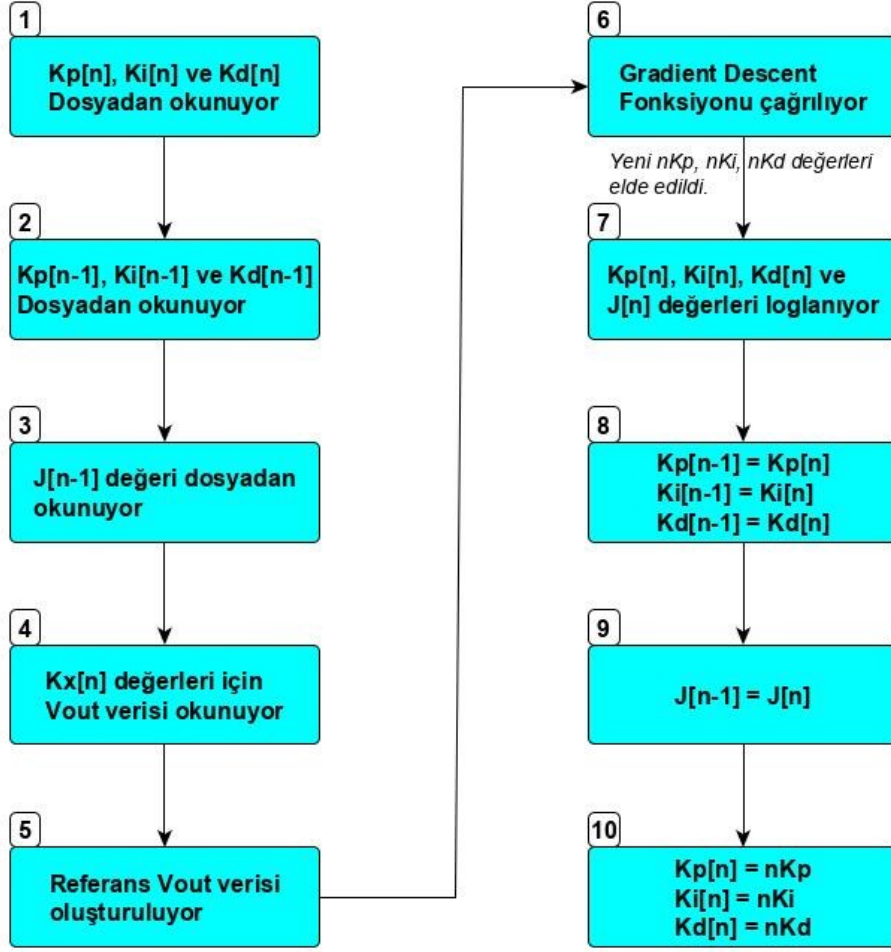 1
Kp[n], Ki[n] ve Kd[n]
Dosyadan okunuyor
2
Kp[n-1], Ki[n-1] ve Kd[n-1]
Dosyadan okunuyor
3
J[n-1] değeri dosyadan
okunuyor
4
Kx[n] değerleri için
Vout verisi okunuyor
5
Referans Vout verisi
oluşturuluyor
6
Gradient Descent
Fonksiyonu çağrılıyor
Yeni nKp, nKi, nKd değerleri
elde edildi.
7
Kp[n], Ki[n], Kd[n] ve
J[n] değerleri loglanıyor
8
Kp[n-1] = Kp[n]
Ki[n-1] = Ki[n]
Kd[n-1] = Kd[n]
9
J[n-1] = J[n]
10
Kp[n] = nKp
Ki[n] = nKi
Kd[n] = nKd